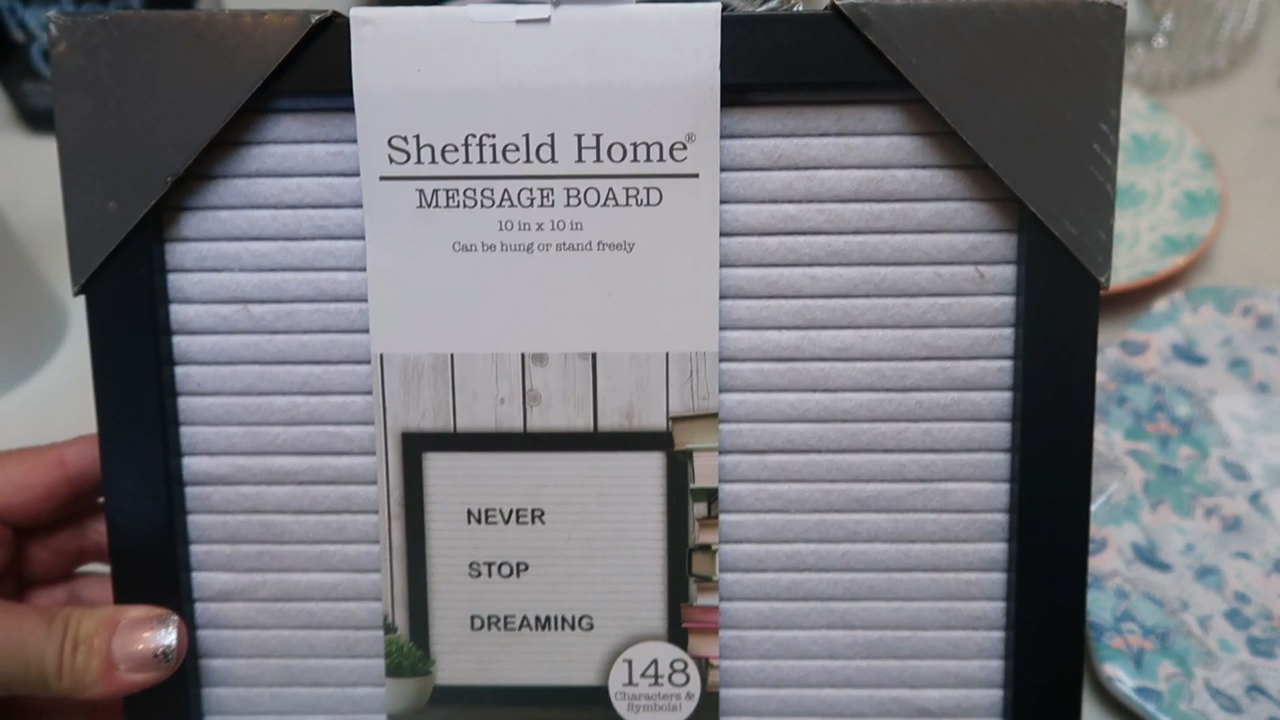 Sheffield Home®
MESSAGE BOARD
10 in x 10 in
Can be hung or stand freely
NEVER
STOP
DREAMING
148
Characters &
Symbols!